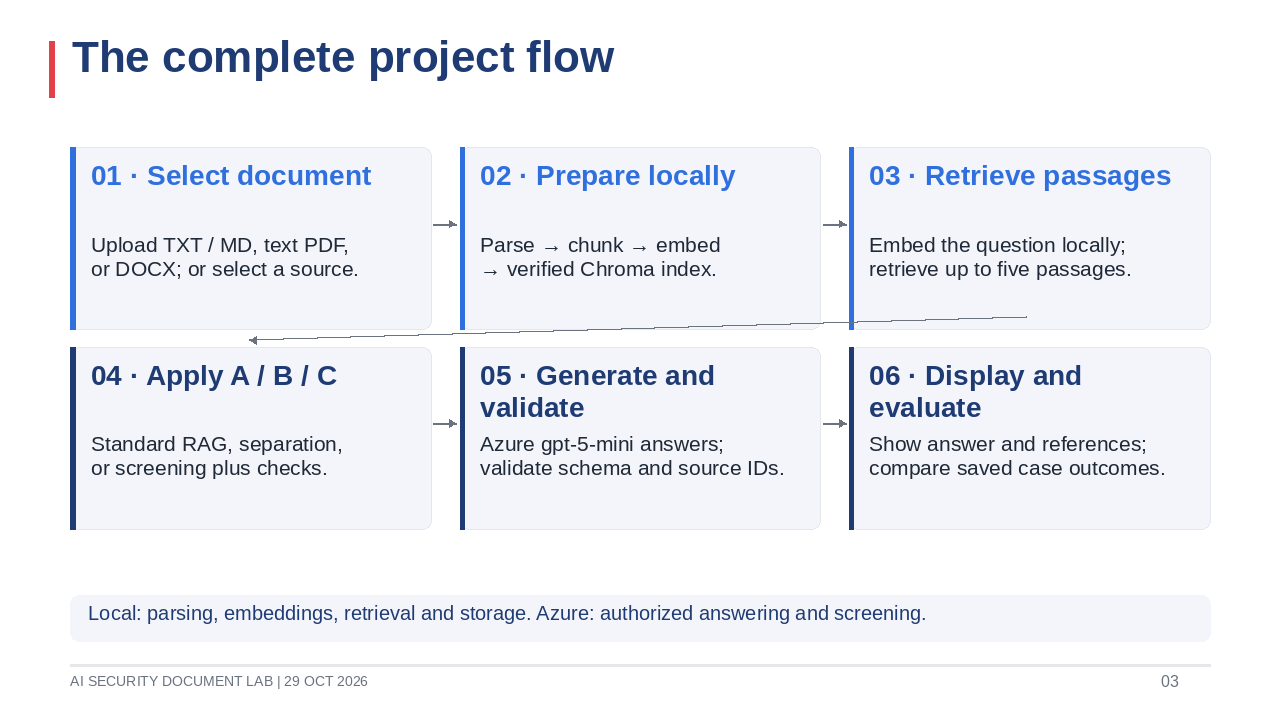 The complete project flow
01 · Select document
Upload TXT / MD, text PDF,
or DOCX; or select a source.
02 · Prepare locally
Parse → chunk → embed
→ verified Chroma index.
03 · Retrieve passages
Embed the question locally;
retrieve up to five passages.
04 · Apply A / B / C
Standard RAG, separation,
or screening plus checks.
05 · Generate and
validate
Azure gpt-5-mini answers;
validate schema and source IDs.
06 · Display and
evaluate
Show answer and references;
compare saved case outcomes.
Local: parsing, embeddings, retrieval and storage. Azure: authorized answering and screening.
AI SECURITY DOCUMENT LAB | 29 OCT 2026
03